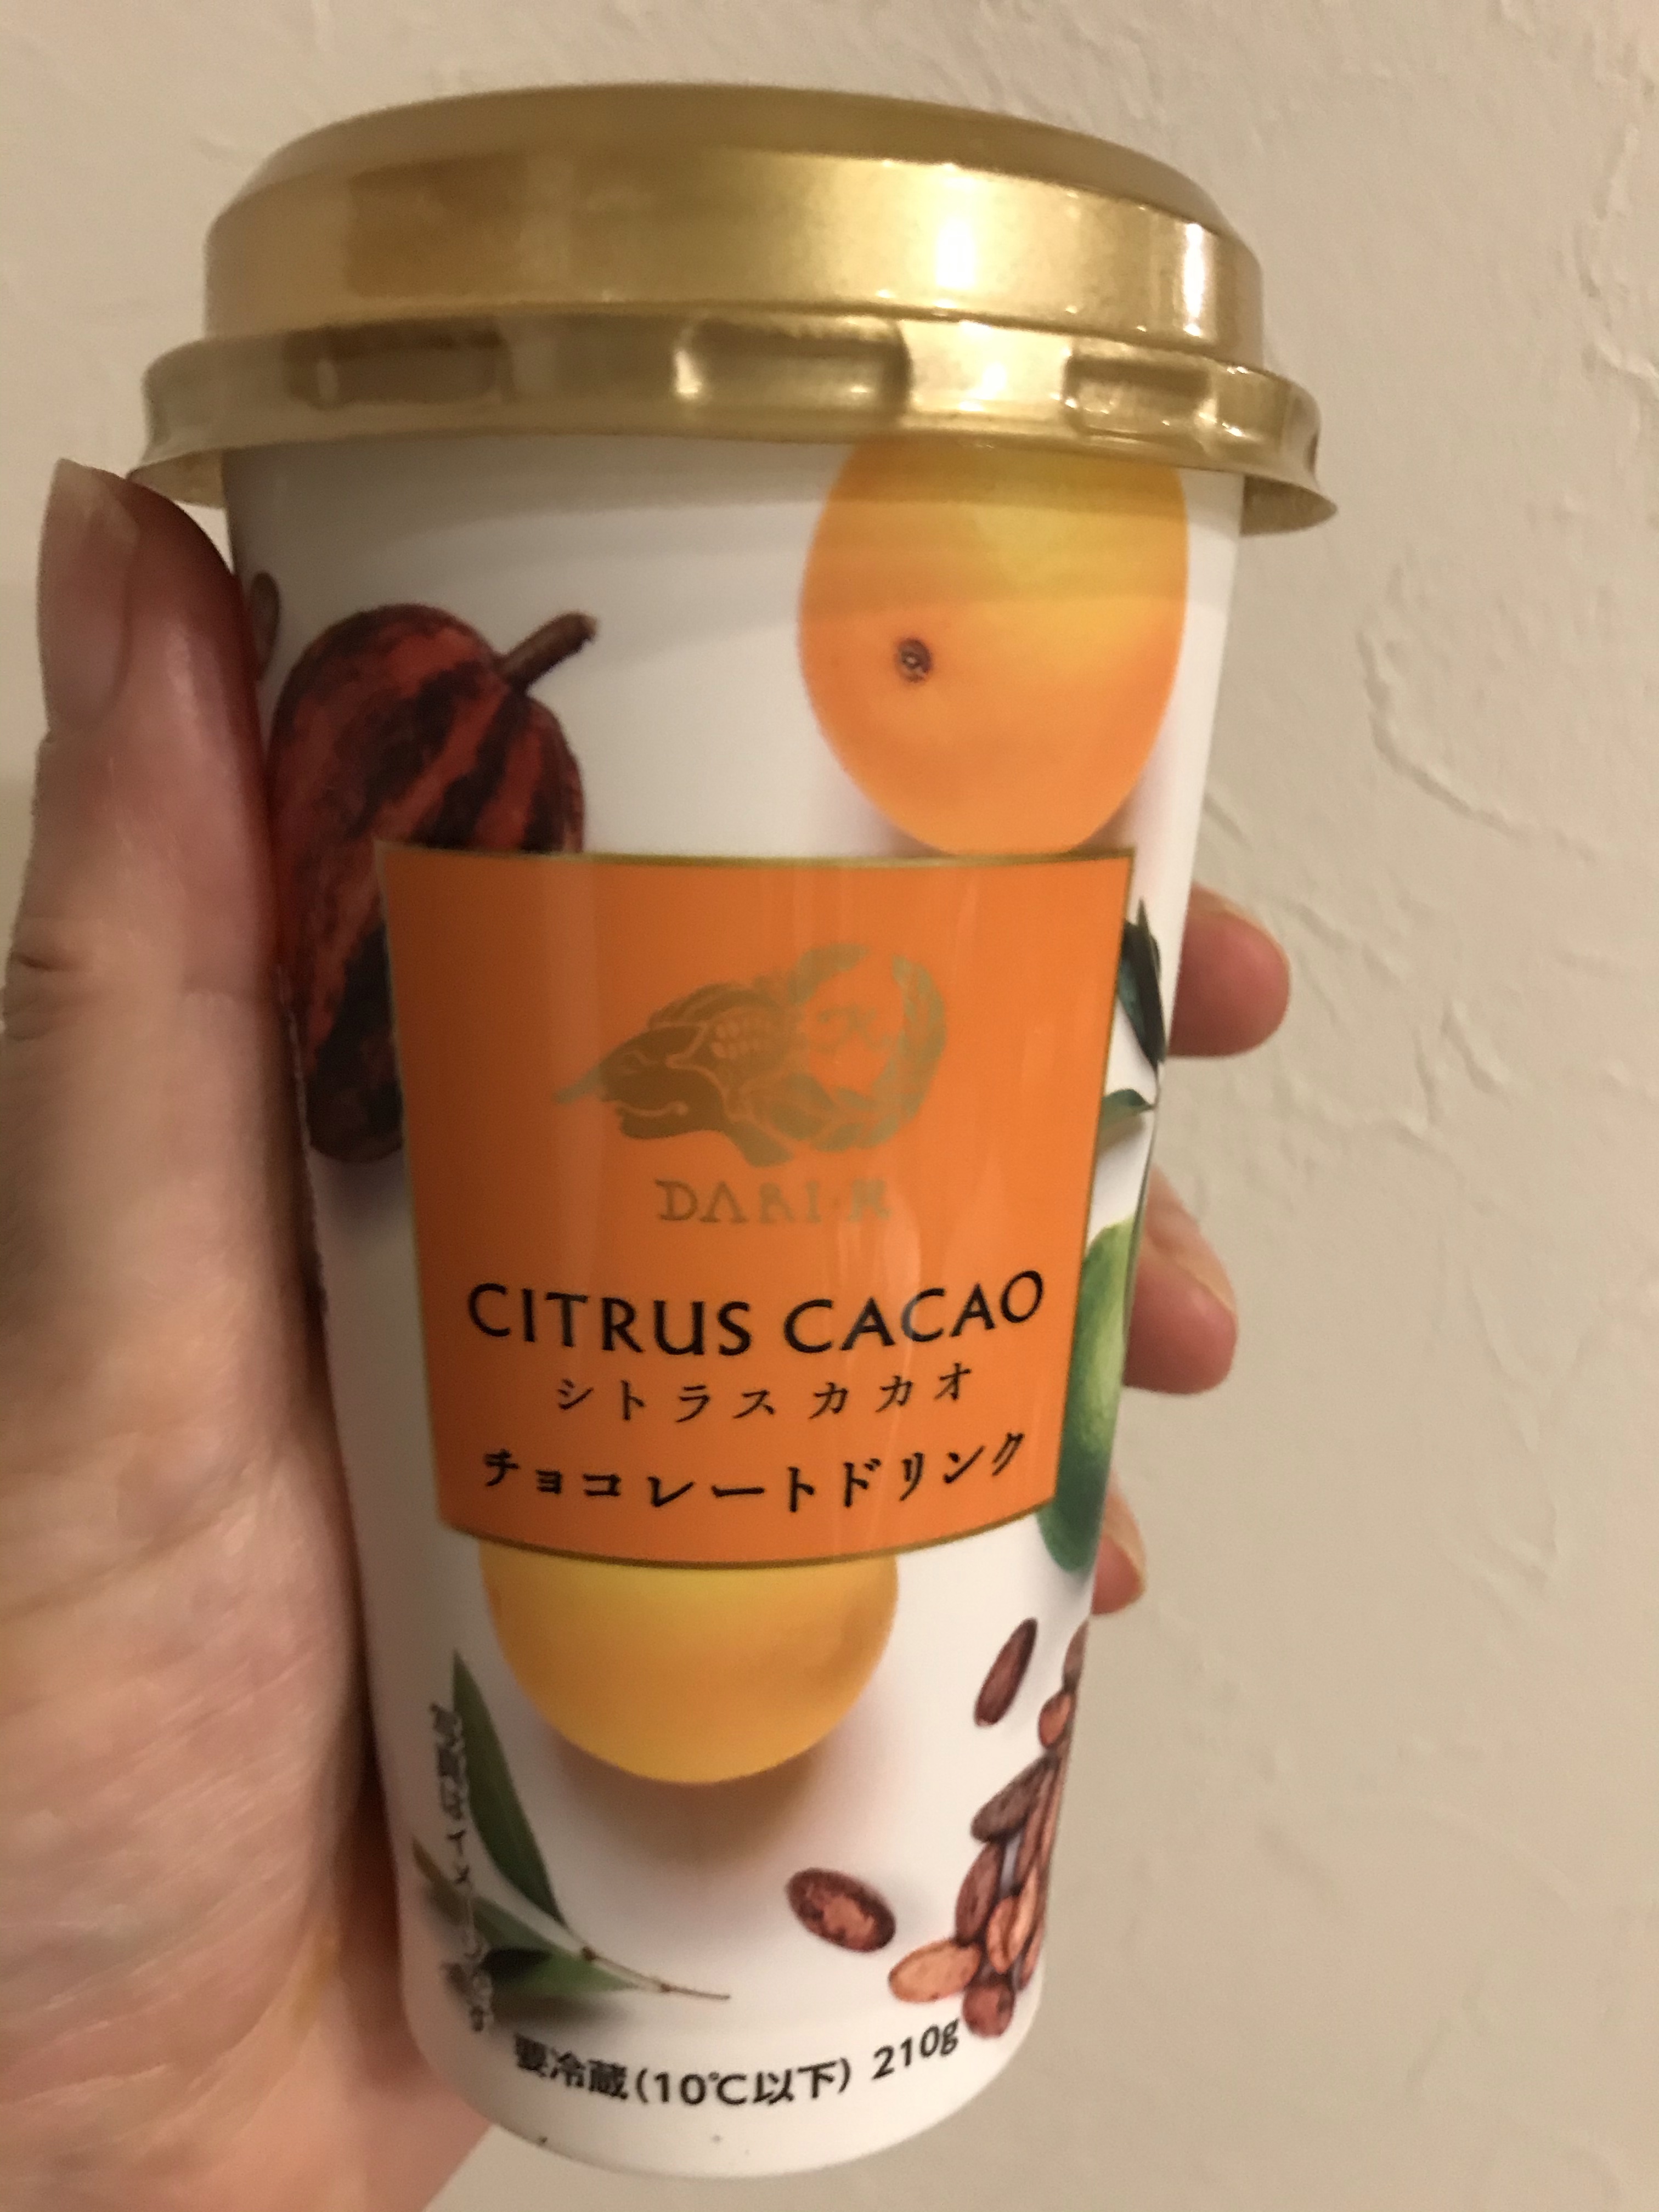 DARI K
CITRUS CACAO
シトラスカカオ
チョコレートドリンク
要冷蔵(10℃以下) 210g